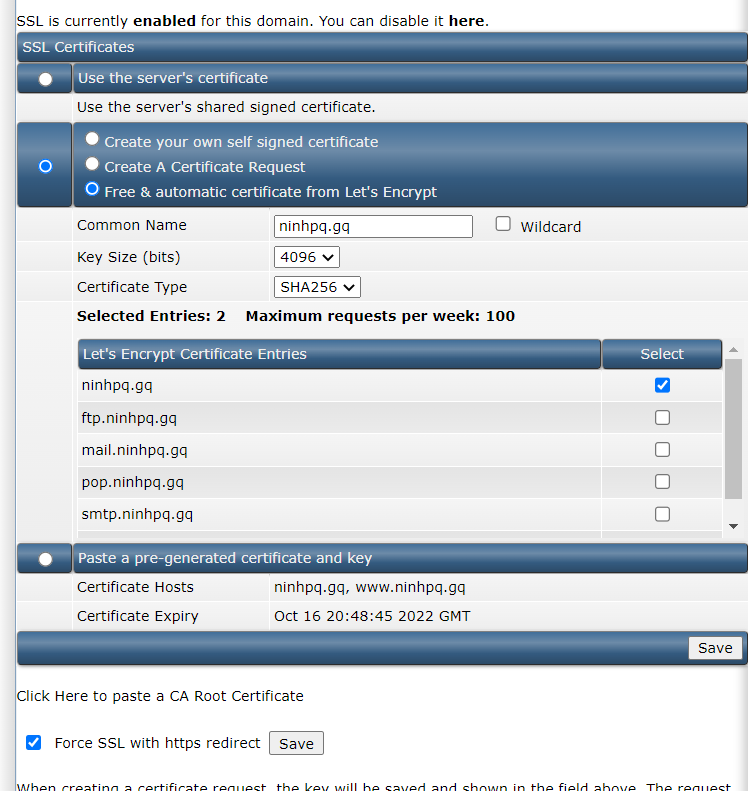 SSL is currently enabled for this domain. You can disable it here.
SSL Certificates
Use the server's certificate
Use the server's shared signed certificate.
Create your own self signed certificate
Create A Certificate Request
Free & automatic certificate from Let's Encrypt
Common Name ninhpq.gq Wildcard
Key Size (bits) 4096
Certificate Type SHA256
Selected Entries: 2 Maximum requests per week: 100
Let's Encrypt Certificate Entries Select
ninhpq.gq
ftp.ninhpq.gq
mail.ninhpq.gq
pop.ninhpq.gq
smtp.ninhpq.gq
Paste a pre-generated certificate and key
Certificate Hosts ninhpq.gq, www.ninhpq.gq
Certificate Expiry Oct 16 20:48:45 2022 GMT
Save
Click Here to paste a CA Root Certificate
Force SSL with https redirect Save
When creating a certificate request, the key will be saved and shown in the field above. The request